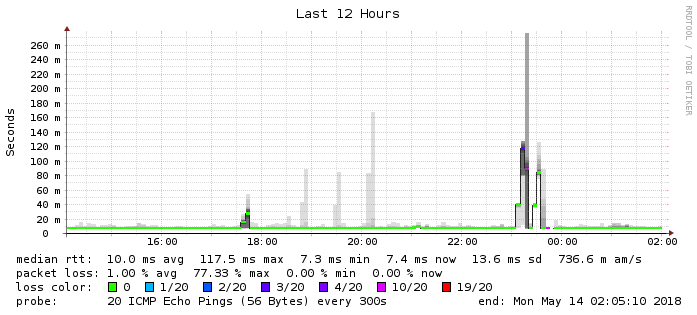 Last 12 Hours
RRDTOOL / TOBI OETIKER
Seconds
260 m
240 m
220 m
200 m
180 m
160 m
140 m
120 m
100 m
80 m
60 m
40 m
20 m
0
16:00 18:00 20:00 22:00 00:00 02:00
median rtt: 10.0 ms avg 117.5 ms max 7.3 ms min 7.4 ms now 13.6 ms sd 736.6 m am/s
packet loss: 1.00 % avg 77.33 % max 0.00 % min 0.00 % now
loss color: 0 1/20 2/20 3/20 4/20 10/20 19/20
probe: 20 ICMP Echo Pings (56 Bytes) every 300s end: Mon May 14 02:05:10 2018